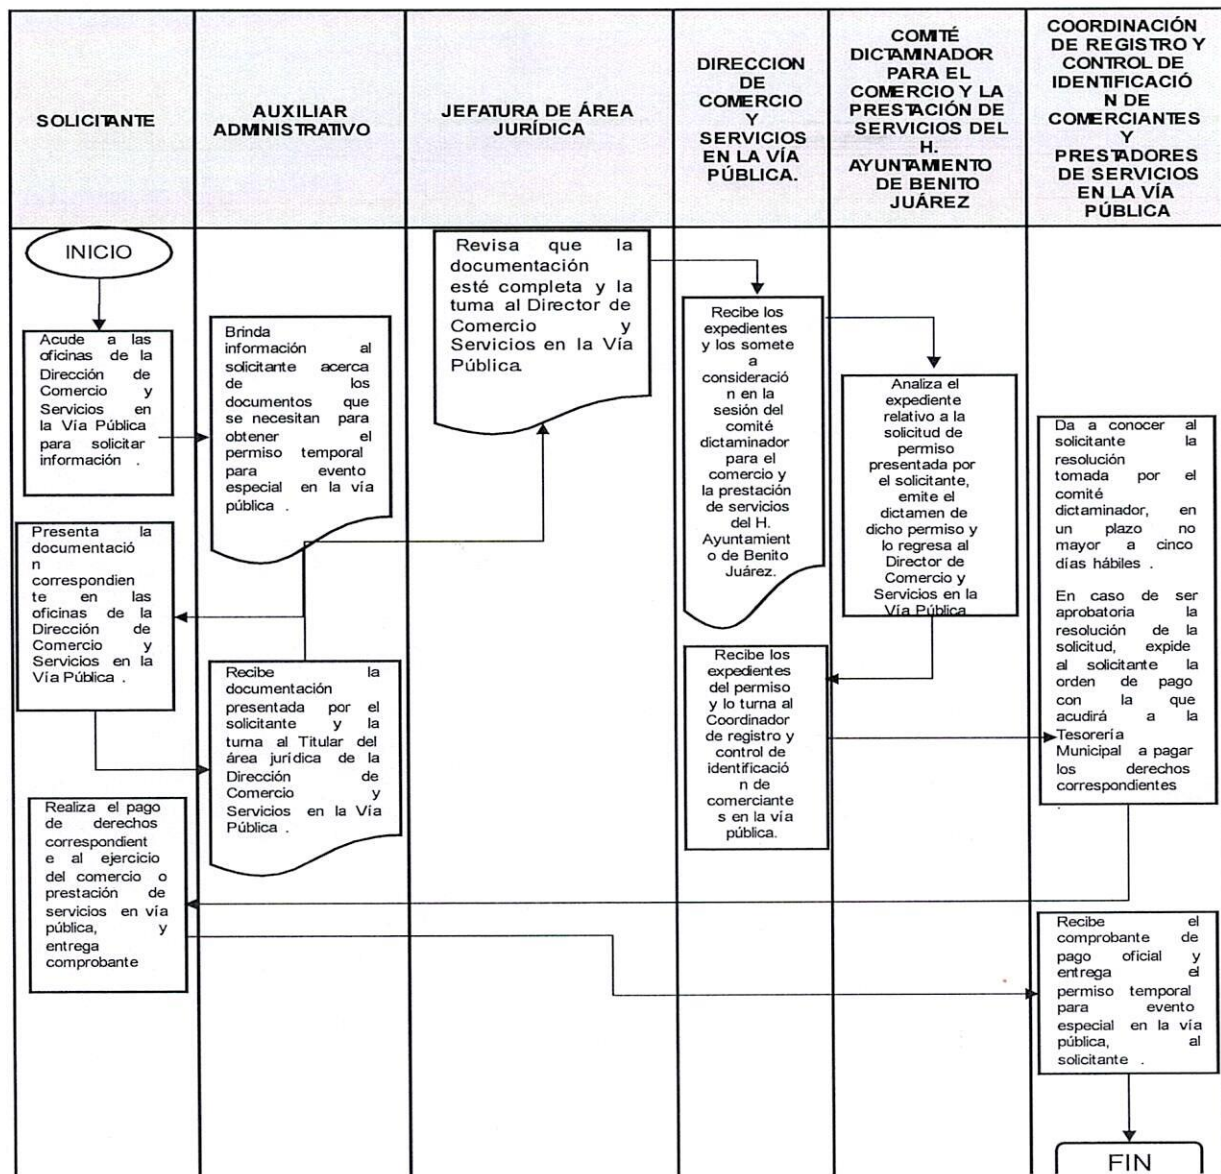 SOLICITANTE
AUXILIAR
ADMINISTRATIVO
JEFATURA DE ÁREA
JURÍDICA
DIRECCION
DE
COMERCIO
Y
SERVICIOS
EN LA VÍA
PÚBLICA.
COMITÉ
DICTAMINADOR
PARA EL
COMERCIO Y LA
PRESTACIÓN DE
SERVICIOS DEL
H.
AYUNTAMIENTO
DE BENITO
JUÁREZ
COORDINACIÓN
DE REGISTRO Y
CONTROL DE
IDENTIFICACIÓ
N DE
COMERCIANTES
Y
PRESTADORES
DE SERVICIOS
EN LA VÍA
PÚBLICA
INICIO
Acude a las
oficinas de la
Dirección de
Comercio y
Servicios en
la Vía Pública
para solicitar
información .
Brinda
información al
solicitante acerca
de los
documentos que
se necesitan para
obtener el
permiso temporal
para evento
especial en la vía
pública .
Presenta la
documentació
n
correspondien
te en las
oficinas de la
Dirección de
Comercio y
Servicios en la
Vía Pública .
Recibe la
documentación
presentada por el
solicitante y la
turna al Titular del
área jurídica de la
Dirección de
Comercio y
Servicios en la Vía
Pública .
Revisa que la
documentación
esté completa y la
turna al Director de
Comercio y
Servicios en la Vía
Pública.
Recibe los
expedientes
y los somete
a
consideració
n en la
sesión del
comité
dictaminador
para el
comercio y
la prestación
de servicios
del H.
Ayuntamient
o de Benito
Juárez.
Analiza el
expediente
relativo a la
solicitud de
permiso
presentada por
el solicitante,
emite el
dictamen de
dicho permiso y
lo regresa al
Director de
Comercio y
Servicios en la
Vía Pública
Recibe los
expedientes
del permiso
y lo turna al
Coordinador
de registro y
control de
identificació
n de
comerciante
s en la vía
pública.
Da a conocer al
solicitante la
resolución
tomada por el
comité
dictaminador, en
un plazo no
mayor a cinco
días hábiles .
En caso de ser
aprobatoria la
resolución de la
solicitud, expide
al solicitante la
orden de pago
con la que
acudirá a la
Tesorería
Municipal a pagar
los derechos
correspondientes
Realiza el pago
de derechos
correspondient
e al ejercicio
del comercio o
prestación de
servicios en vía
pública, y
entrega
comprobante
Recibe el
comprobante de
pago oficial y
entrega el
permiso temporal
para evento
especial en la vía
pública, al
solicitante .
FIN